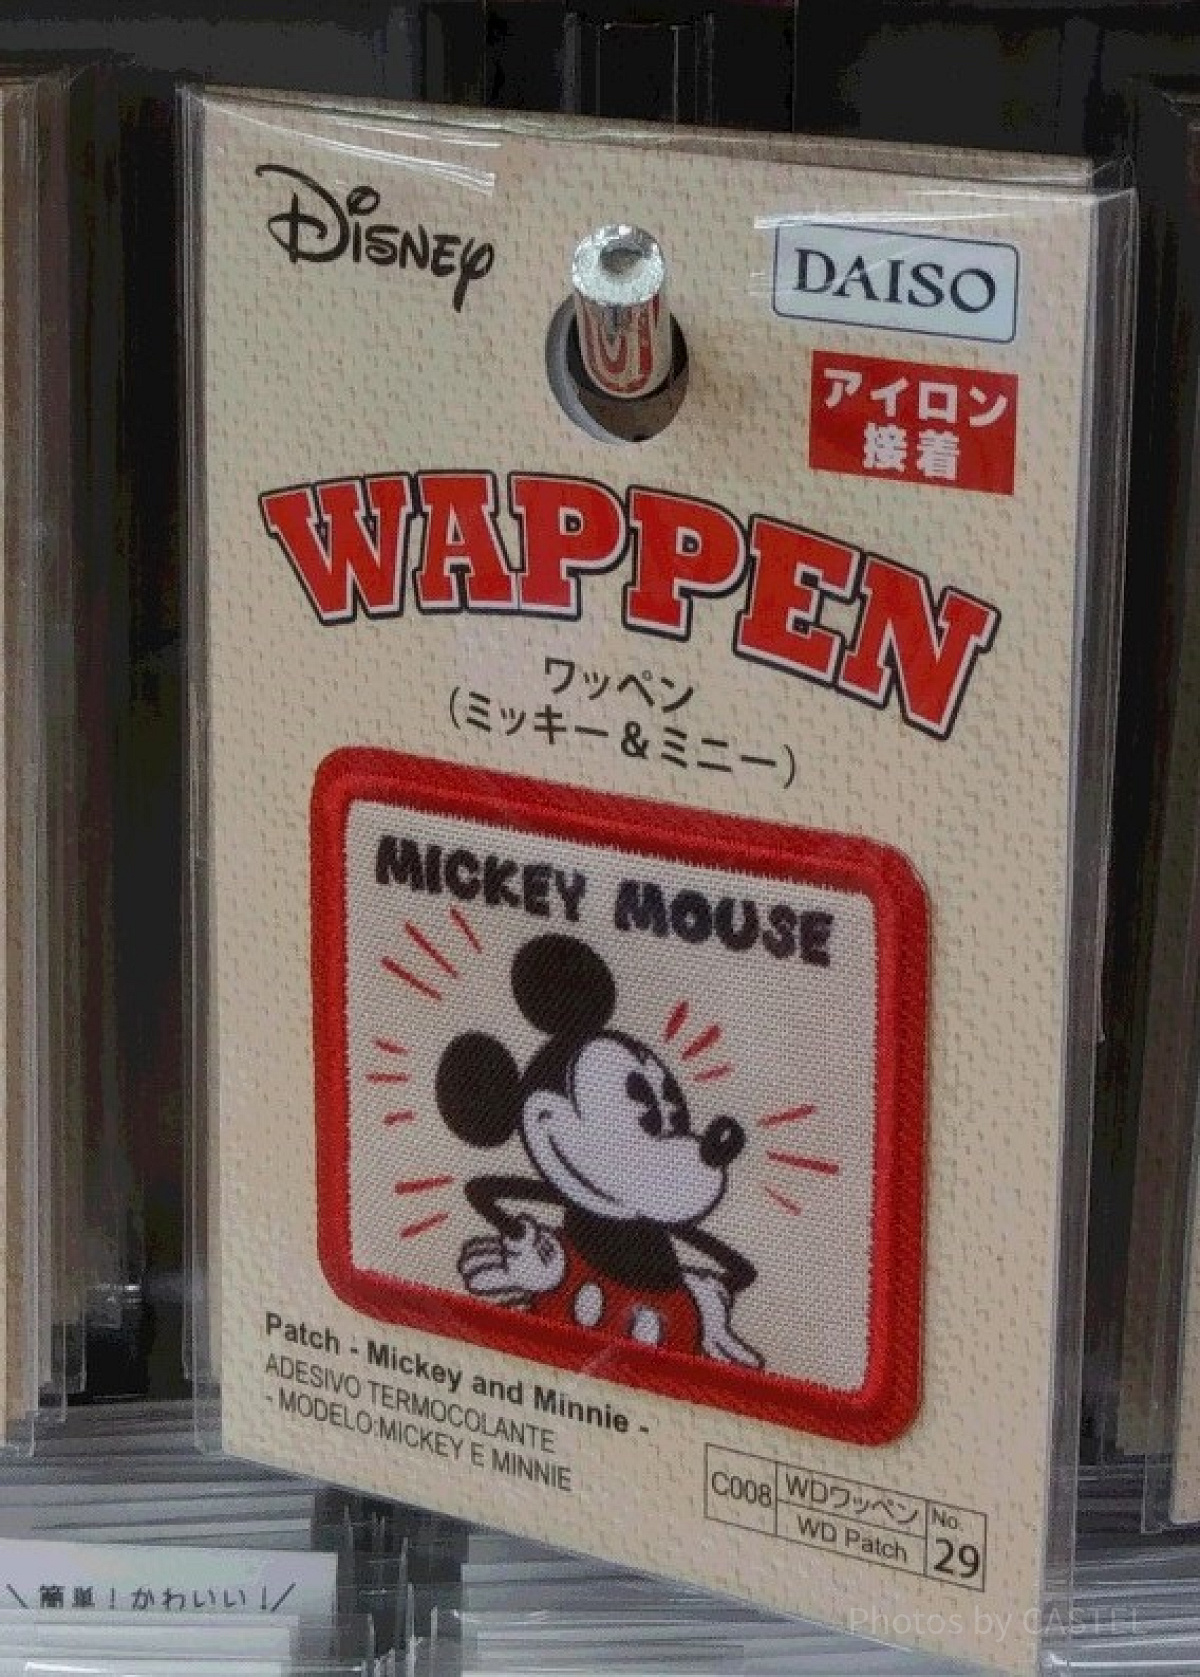 Disney
DAISO
アイロン
接着
WAPPEN
ワッペン
(ミッキー&ミニー)
MICKEY MOUSE
Patch - Mickey and Minnie -
ADESIVO TERMOCOLANTE
- MODELO:MICKEY E MINNIE
C008
WDワッペン
WD Patch
No.
29
\ 簡単！かわいい！/
Photos by CASTEL